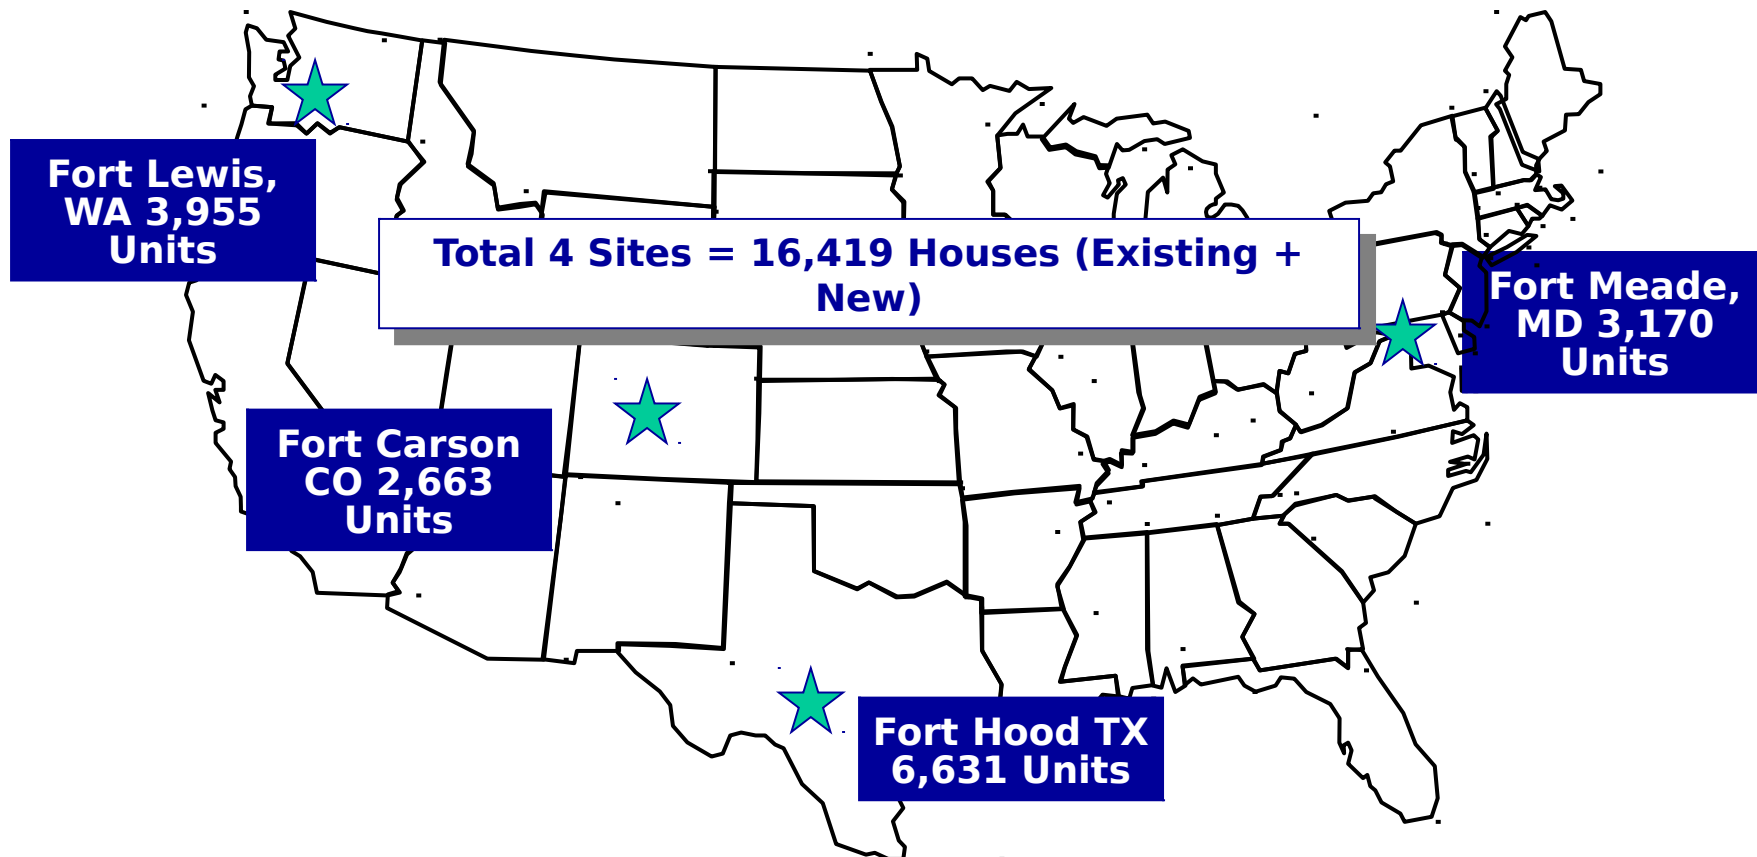 Fort Lewis,
WA 3,955
Units
Total 4 Sites = 16,419 Houses (Existing +
New)
Fort Meade,
MD 3,170
Units
Fort Carson
CO 2,663
Units
Fort Hood TX
6,631 Units